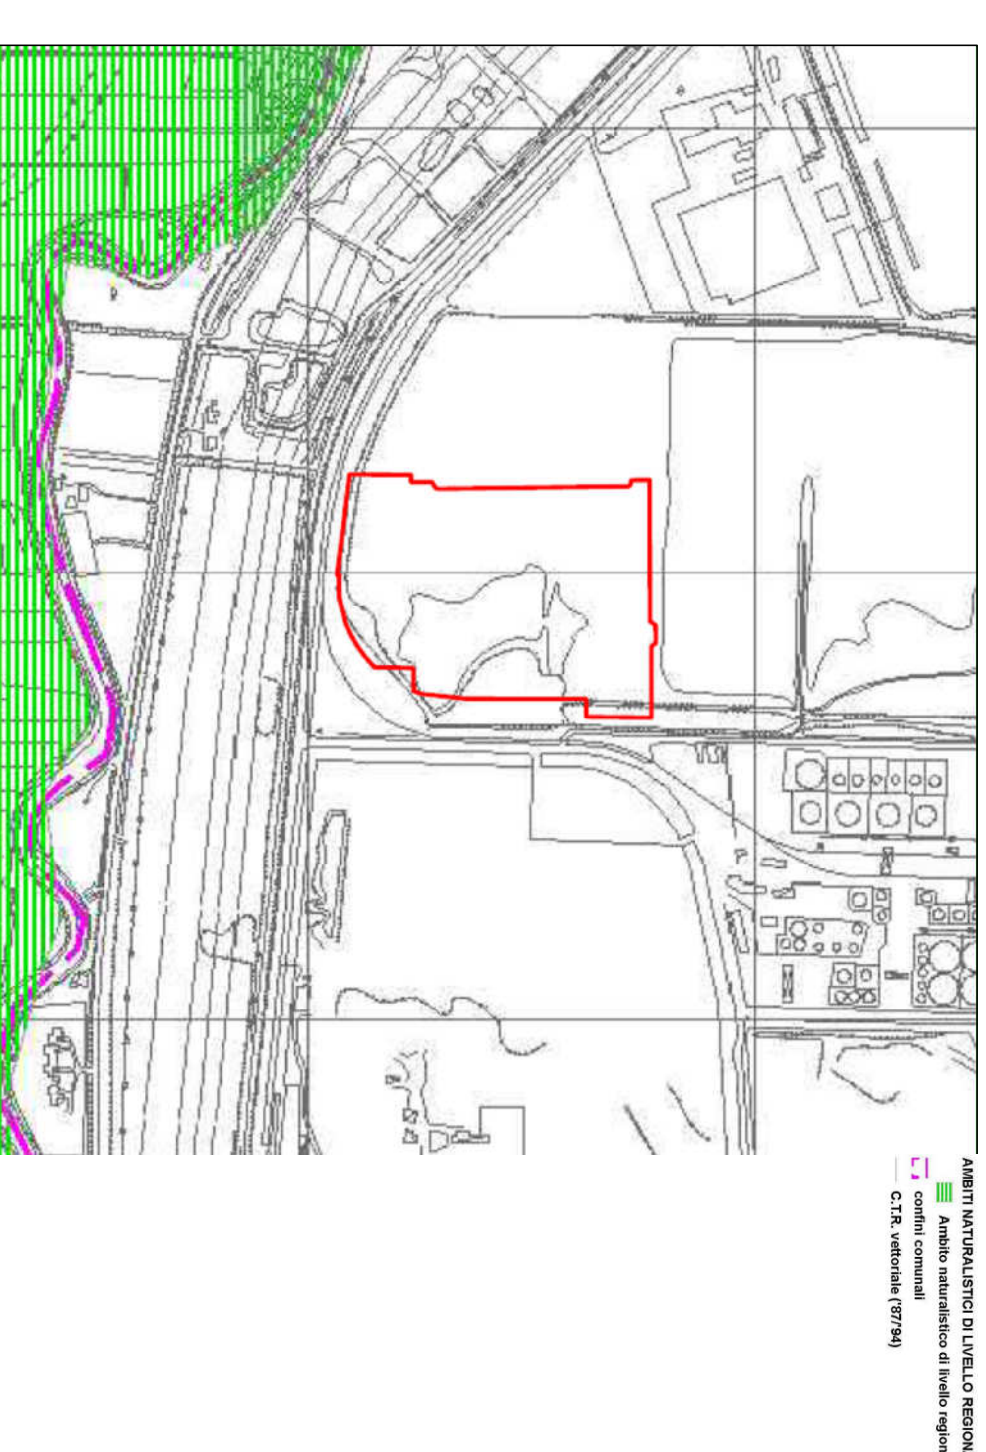 AMBITI NATURALISTICI DI LIVELLO REGION
Ambito naturalistico di livello region
confini comunali
C.T.R. vettoriale ('87/'94)